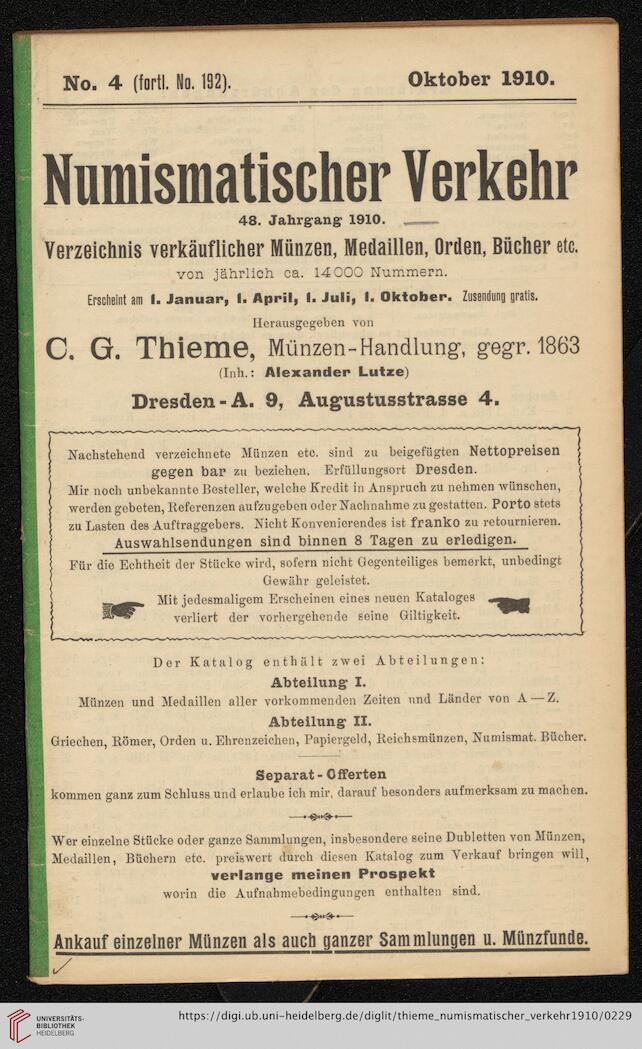 No. 4 (fortl. No. 192). Oktober 1910.
Numismatischer Verkehr
48. Jahrgang 1910.
Verzeichnis verkäuflicher Münzen, Medaillen, Orden, Bücher etc.
von jährlich ca. 14000 Nummern.
Erscheint am 1. Januar, 1. April, 1. Juli, 1. Oktober. Zusendung gratis.
Herausgegeben von
C. G. Thieme, Münzen-Handlung, gegr. 1863
(Inh.: Alexander Lutze)
Dresden-A. 9, Augustusstrasse 4.
Nachstehend verzeichnete Münzen etc. sind zu beigefügten Nettopreisen
gegen bar zu beziehen. Erfüllungsort Dresden.
Mir noch unbekannte Besteller, welche Kredit in Anspruch zu nehmen wünschen,
werden gebeten, Referenzen aufzugeben oder Nachnahme zu gestatten. Porto stets
zu Lasten des Auftraggebers. Nicht Konvenierendes ist franko zu retournieren.
Auswahlsendungen sind binnen 8 Tagen zu erledigen.
Für die Echtheit der Stücke wird, sofern nicht Gegenteiliges bemerkt, unbedingt
Gewähr geleistet.
Mit jedesmaligem Erscheinen eines neuen Kataloges
verliert der vorhergehende seine Giltigkeit.
Der Katalog enthält zwei Abteilungen:
Abteilung I.
Münzen und Medaillen aller vorkommenden Zeiten und Länder von A—Z.
Abteilung II.
Griechen, Römer, Orden u. Ehrenzeichen, Papiergeld, Reichsmünzen, Numismat. Bücher.
Separat-Offerten
kommen ganz zum Schluss und erlaube ich mir, darauf besonders aufmerksam zu machen.
Wer einzelne Stücke oder ganze Sammlungen, insbesondere seine Dubletten von Münzen,
Medaillen, Büchern etc. preiswert durch diesen Katalog zum Verkauf bringen will,
verlange meinen Prospekt
worin die Aufnahmebedingungen enthalten sind.
Ankauf einzelner Münzen als auch ganzer Sammlungen u. Münzfunde.
UNIVERSITÄTS-
BIBLIOTHEK
HEIDELBERG
https://digi.ub.uni-heidelberg.de/diglit/thieme_numismatischer_verkehr1910/0229